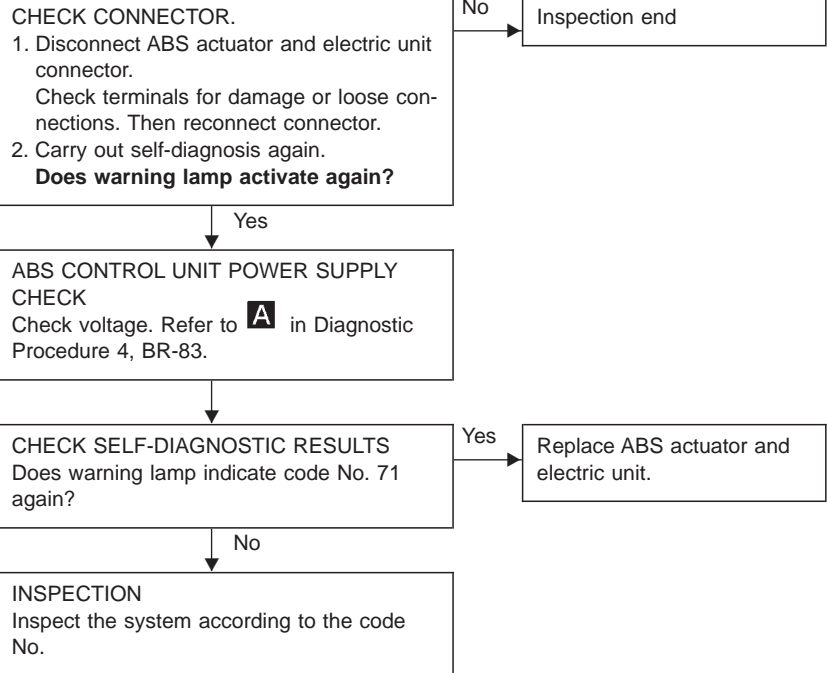 CHECK CONNECTOR.
1. Disconnect ABS actuator and electric unit
connector.
Check terminals for damage or loose con-
nections. Then reconnect connector.
2. Carry out self-diagnosis again.
Does warning lamp activate again?
No
Inspection end
Yes
ABS CONTROL UNIT POWER SUPPLY
CHECK
Check voltage. Refer to A in Diagnostic
Procedure 4, BR-83.
CHECK SELF-DIAGNOSTIC RESULTS
Does warning lamp indicate code No. 71
again?
Yes
Replace ABS actuator and
electric unit.
No
INSPECTION
Inspect the system according to the code
No.